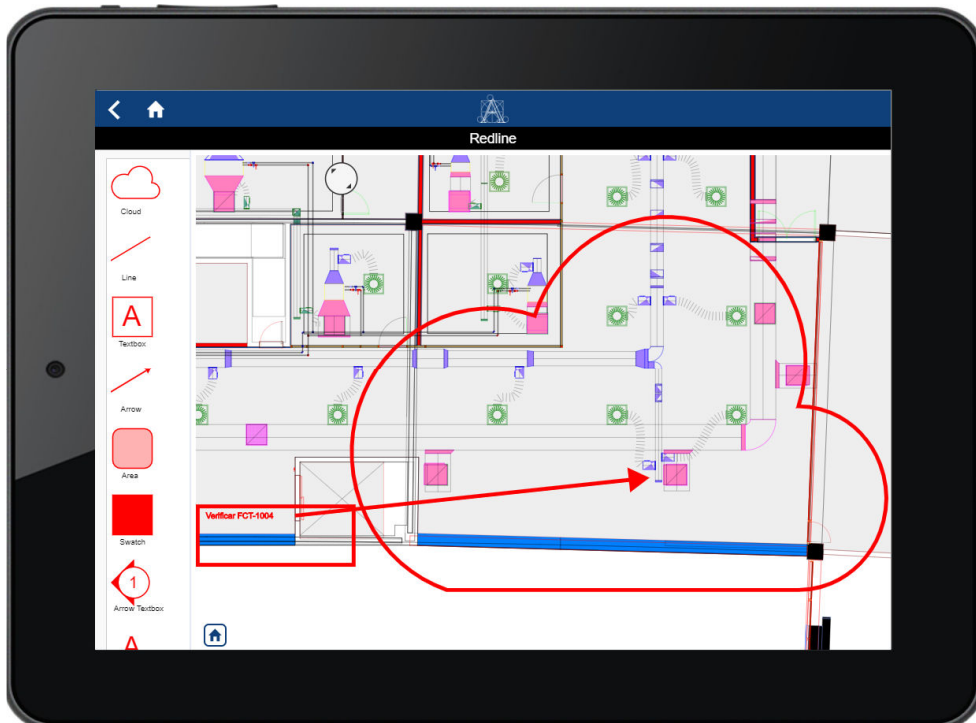 Redline
Cloud
Line
A
Textbox
Arrow
Area
Swatch
1
Arrow Textbox
A
Verificar FCT-1004